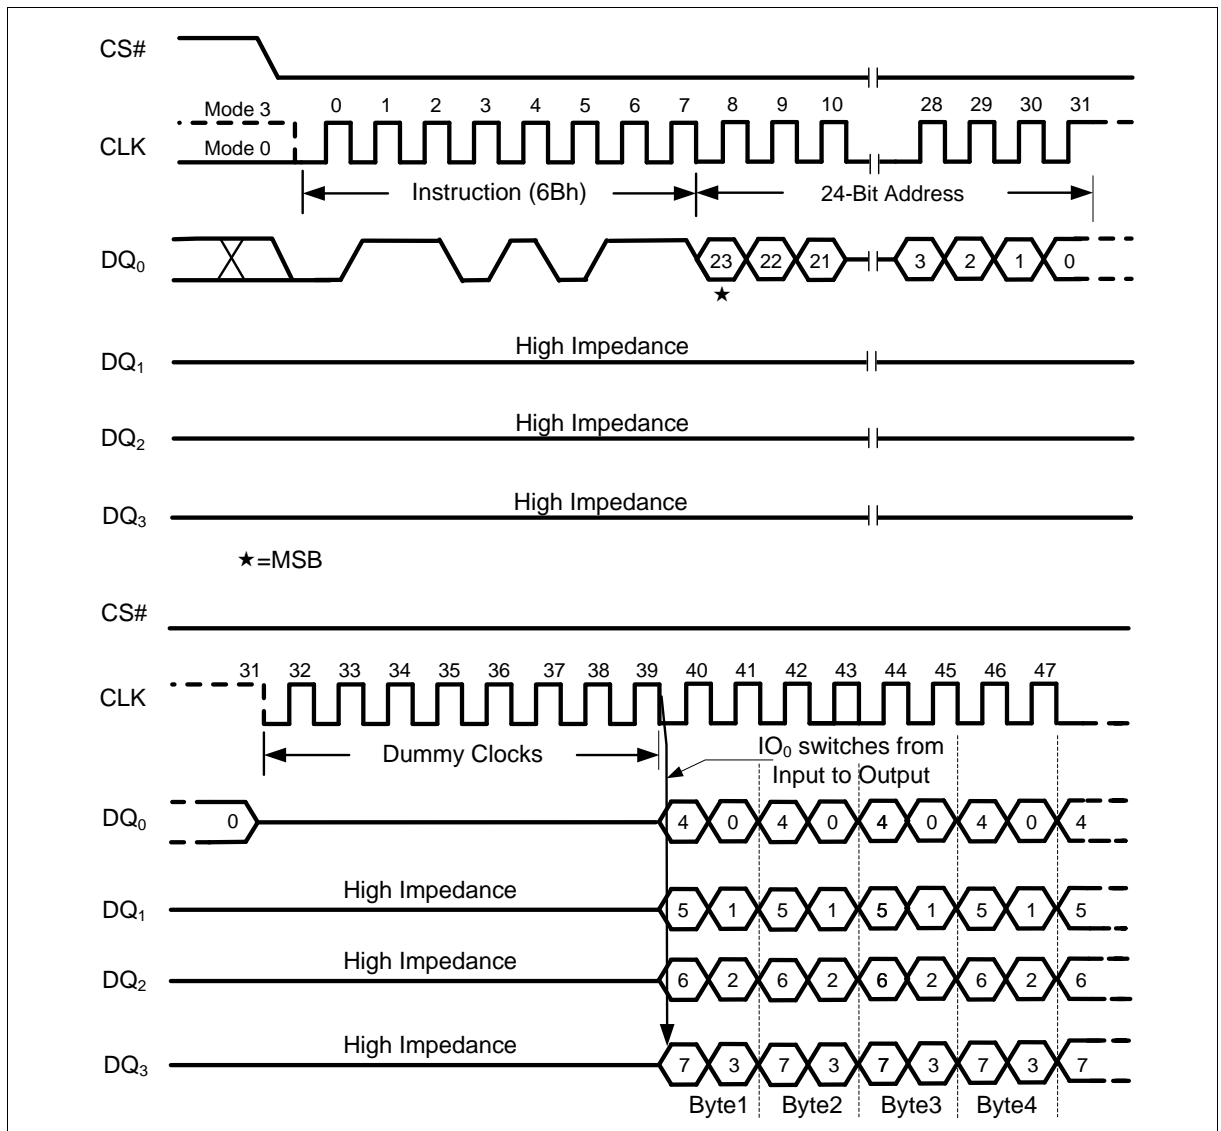 CS#
Mode 3
0 1 2 3 4 5 6 7 8 9 10 28 29 30 31
CLK
Mode 0
Instruction (6Bh)
24-Bit Address
DQ0
23 22 21 3 2 1 0
★
High Impedance
DQ1
High Impedance
DQ2
High Impedance
DQ3
★=MSB
CS#
31 32 33 34 35 36 37 38 39 40 41 42 43 44 45 46 47
CLK
Dummy Clocks
IO0 switches from
Input to Output
DQ0
0 4 0 4 0 4 0 4 0 4
High Impedance
DQ1
5 1 5 1 5 1 5 1 5
High Impedance
DQ2
6 2 6 2 6 2 6 2 6
High Impedance
DQ3
7 3 7 3 7 3 7 3 7
Byte1 Byte2 Byte3 Byte4